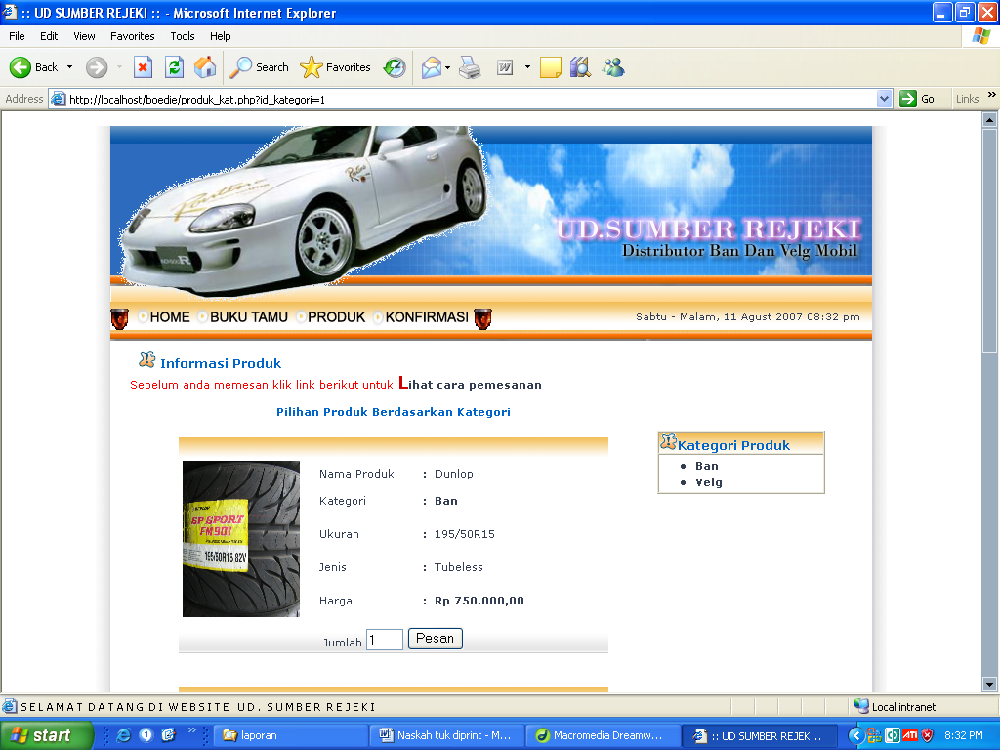 :: UD SUMBER REJEKI :: - Microsoft Internet Explorer
File Edit View Favorites Tools Help
Back Search Favorites
Address http://localhost/boedie/produk_kat.php?id_kategori=1 Go Links »
UD.SUMBER REJEKI
Distributor Ban Dan Velg Mobil
HOME BUKU TAMU PRODUK KONFIRMASI
Sabtu - Malam, 11 Agust 2007 08:32 pm
Informasi Produk
Sebelum anda memesan klik link berikut untuk Lihat cara pemesanan
Pilihan Produk Berdasarkan Kategori
Nama Produk : Dunlop
Kategori : Ban
Ukuran : 195/50R15
Jenis : Tubeless
Harga : Rp 750.000,00
Jumlah 1 Pesan
SP SPORT
FM901
195/50R15 82V
Kategori Produk
Ban
Velg
SELAMAT DATANG DI WEBSITE UD. SUMBER REJEKI
Local intranet
start
laporan
Naskah tuk diprint - M...
Macromedia Dreamw...
:: UD SUMBER REJEK...
8:32 PM